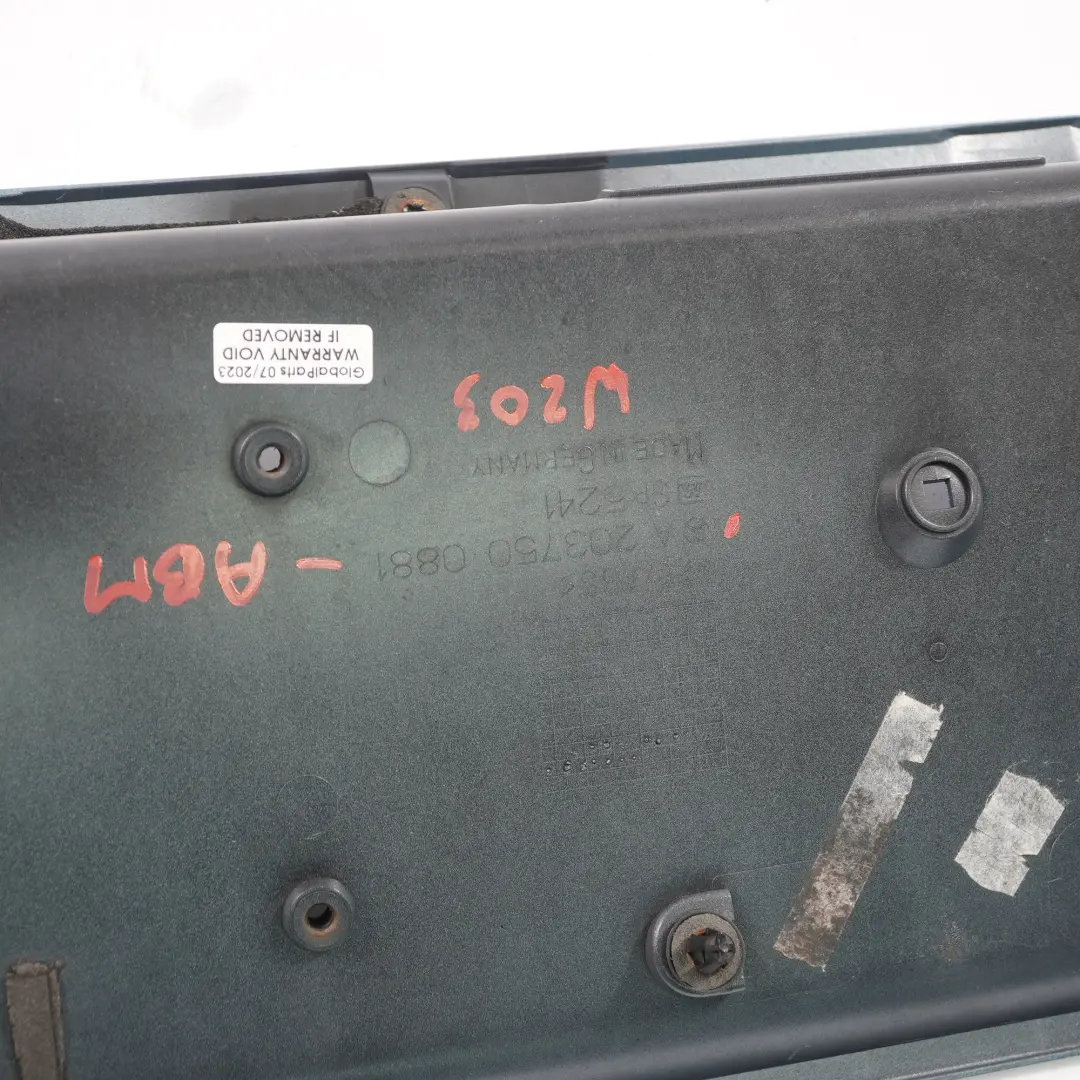 GlobalParts 07/2023
WARRANTY VOID
IF REMOVED
W203
MADE IN GERMANY
A 203750 0881
- ABM